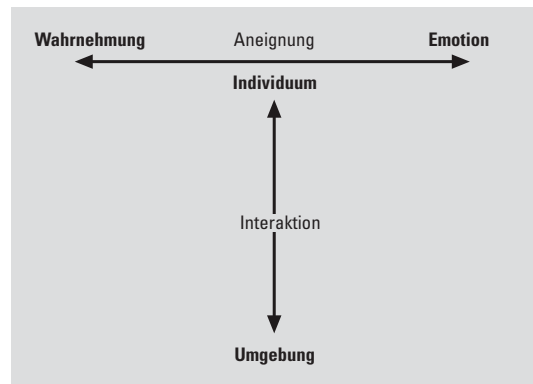 Wahrnehmung Aneignung Emotion
Individuum
Interaktion
Umgebung